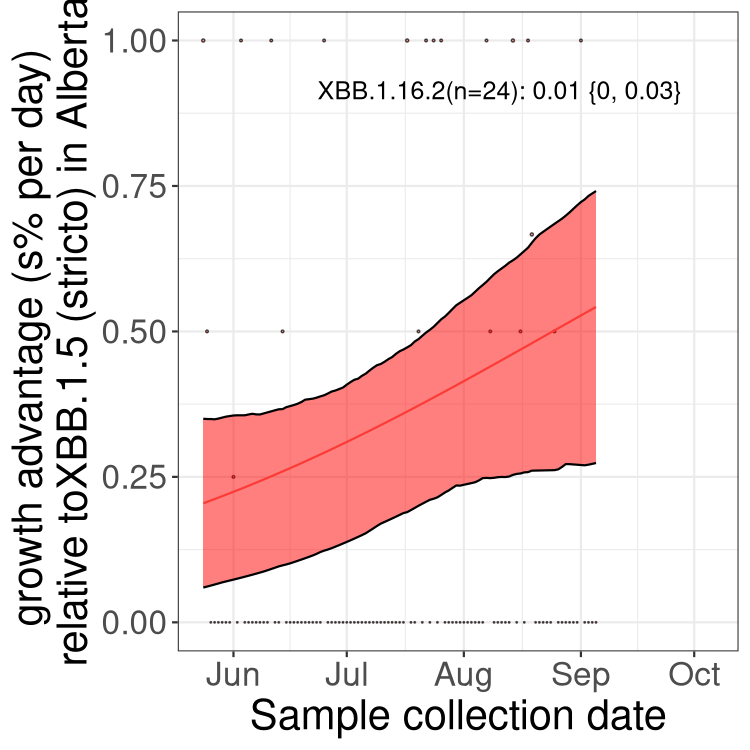 growth advantage (s% per day)
relative toXBB.1.5 (stricto) in Alberta
1.00
0.75
0.50
0.25
0.00
XBB.1.16.2(n=24): 0.01 {0, 0.03}
Jun Jul Aug Sep Oct
Sample collection date